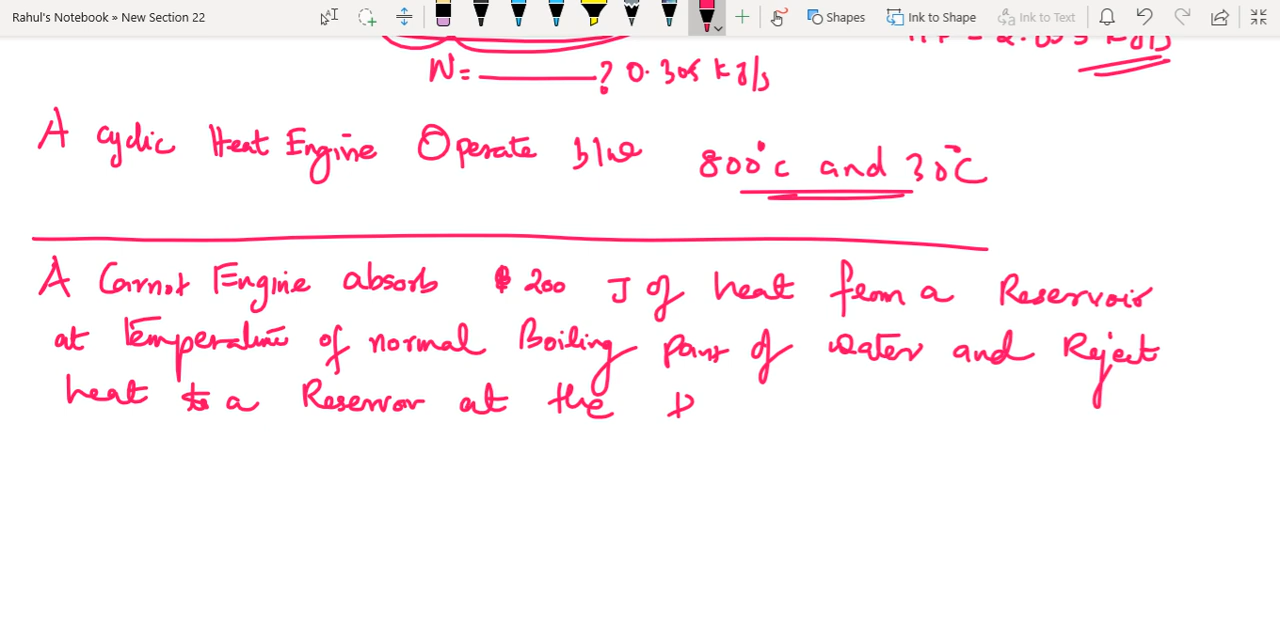 Rahul's Notebook » New Section 22
Shapes
Ink to Shape
Ink to Text
W = ? 0.305 kJ/s
A cyclic Heat Engine Operate b/w 800°c and 30°C
A Carnot Engine absorb 200 J of heat from a Reservoir
at temperature of normal Boiling point of water and Reject
heat to a Reservoir at the